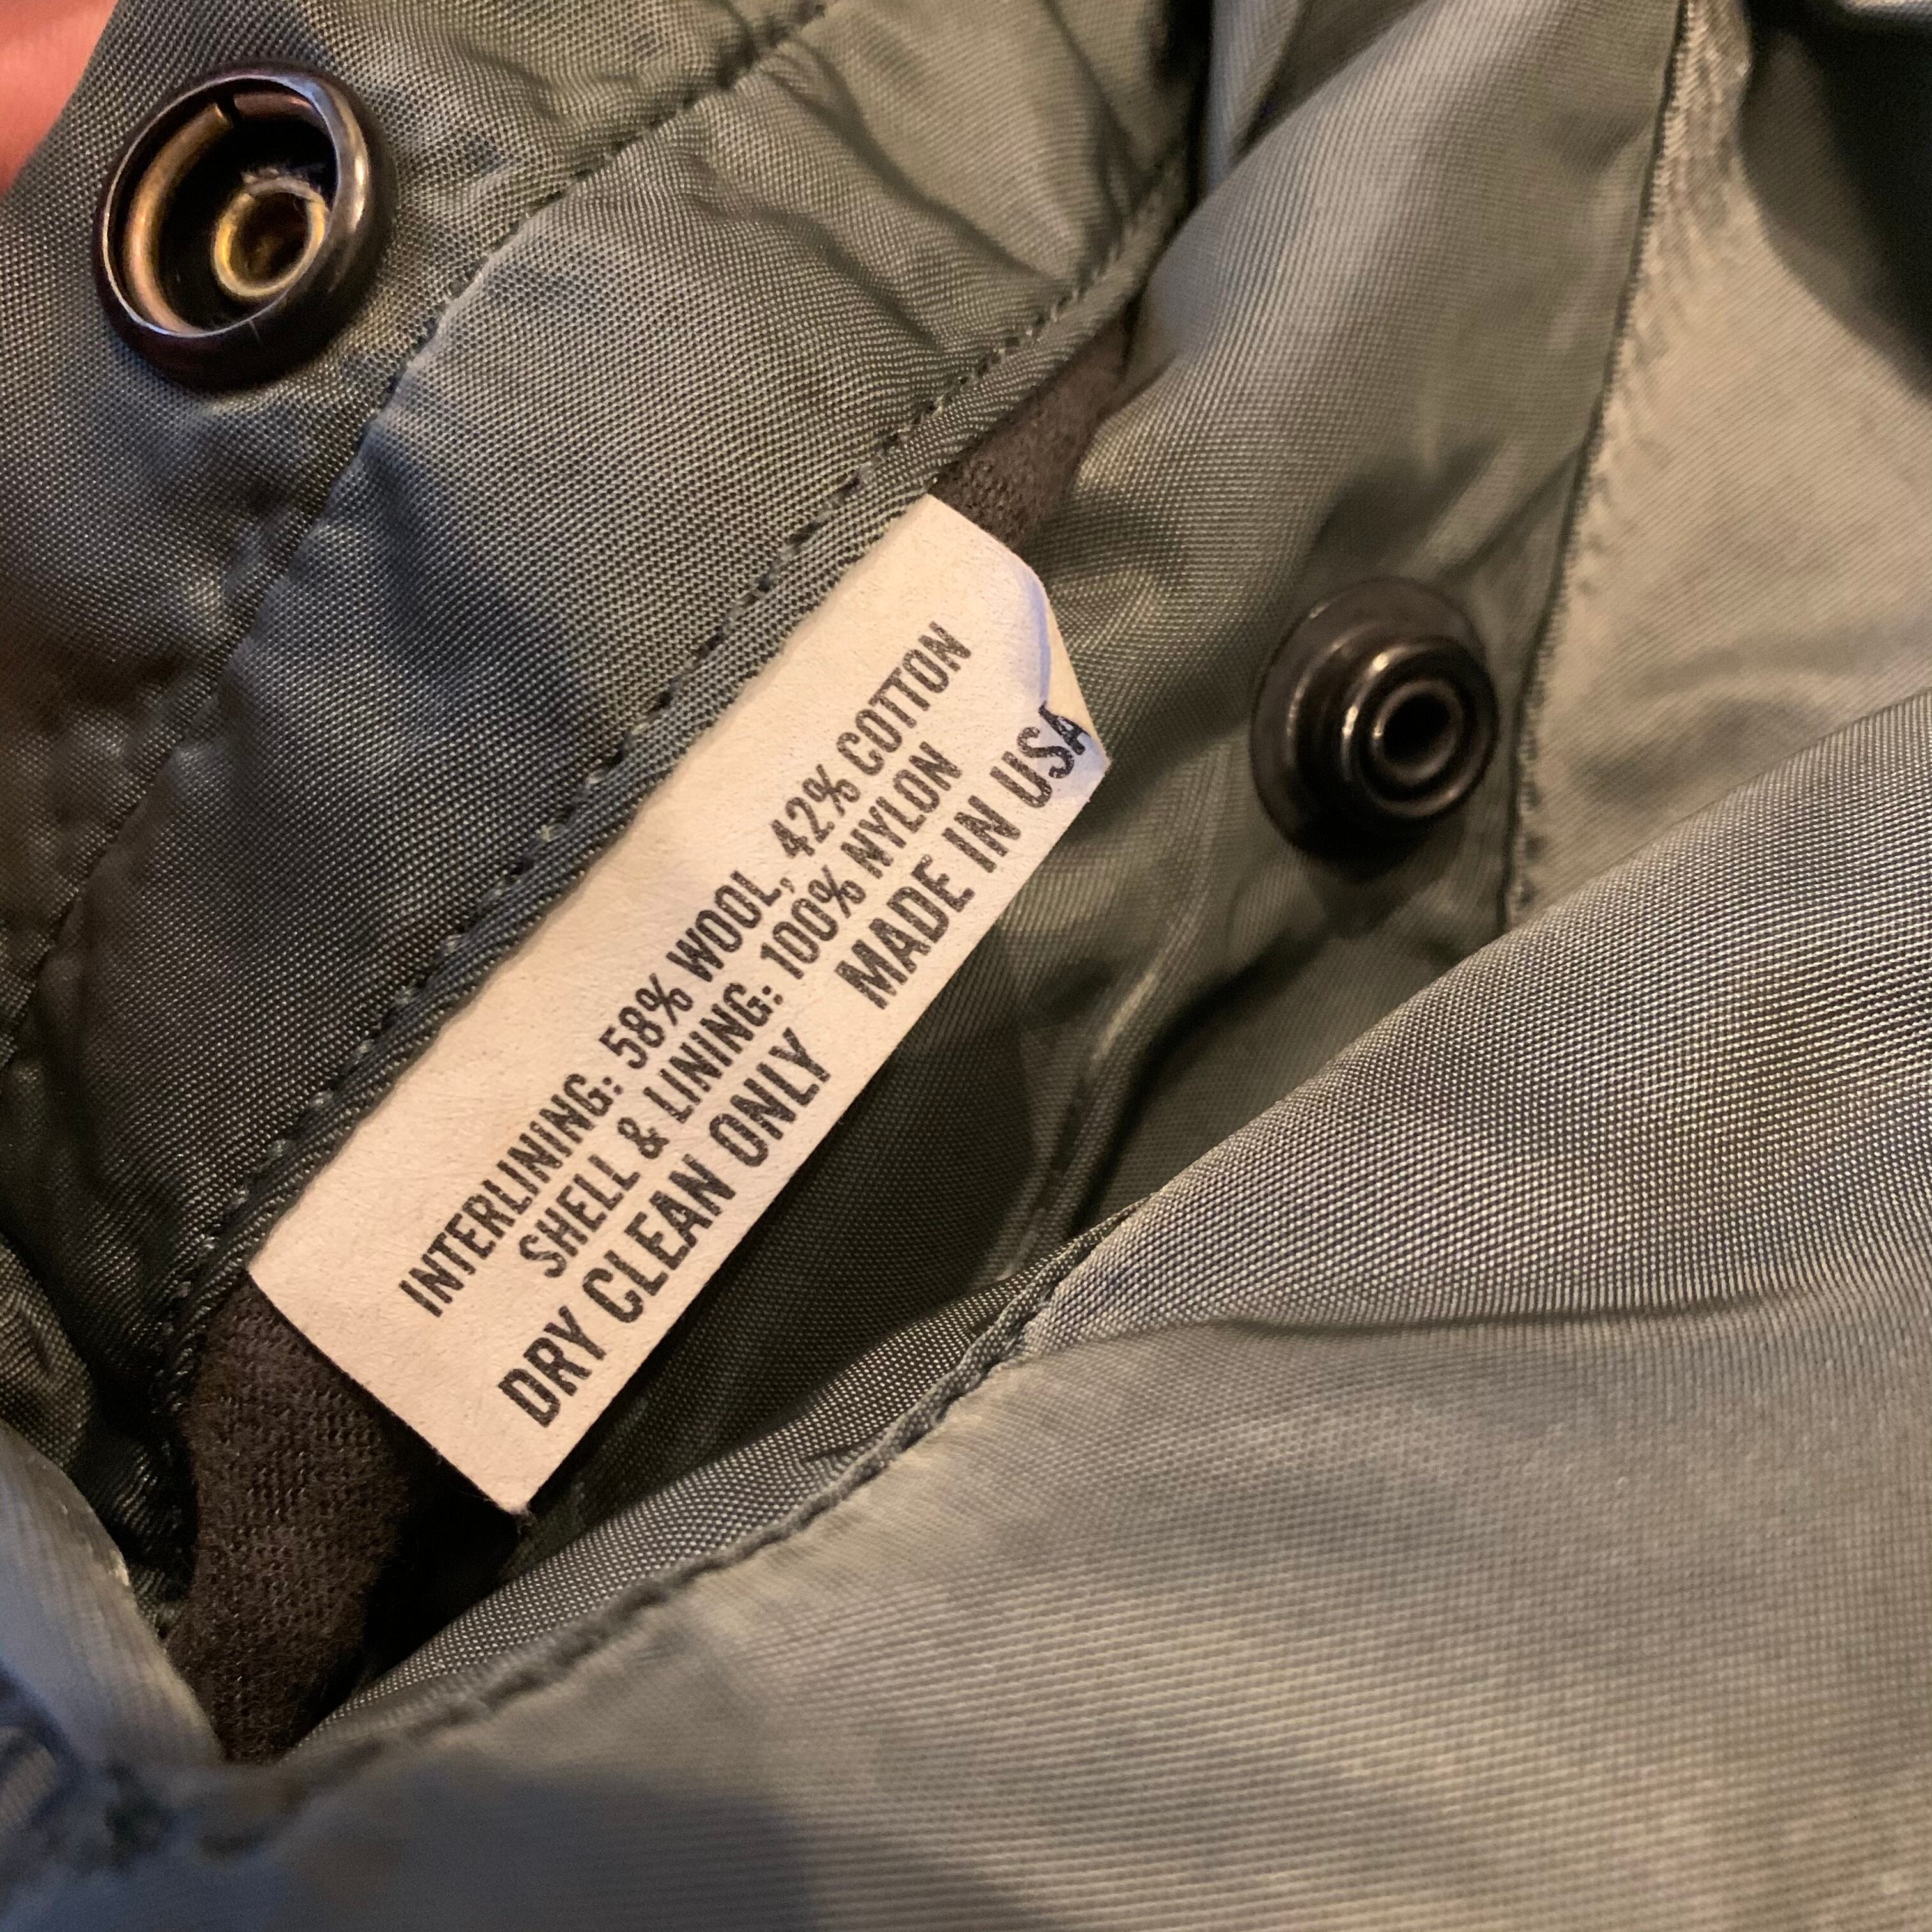 INTERLINING: 58% WOOL, 42% COTTON
SHELL & LINING: 100% NYLON
DRY CLEAN ONLY MADE IN USA